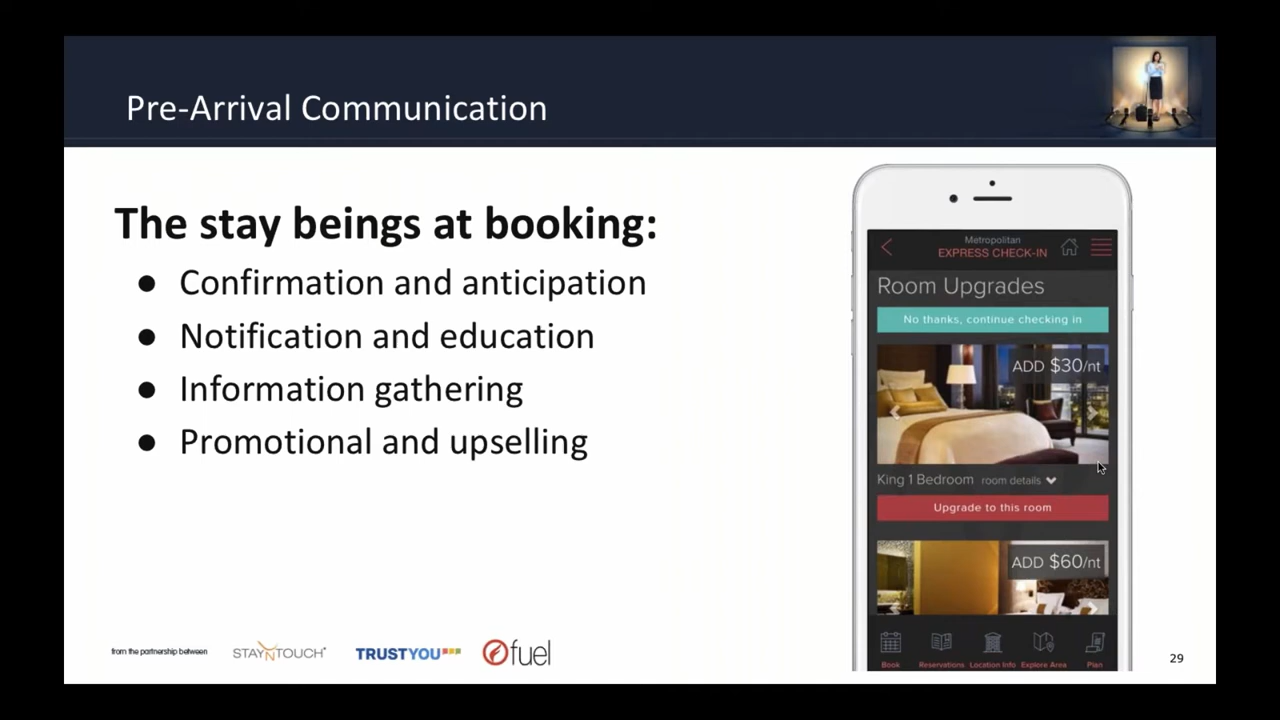 Pre-Arrival Communication
The stay beings at booking:
● Confirmation and anticipation
● Notification and education
● Information gathering
● Promotional and upselling
Metropolitan
EXPRESS CHECK-IN
Room Upgrades
No thanks, continue checking in
ADD $30/nt
King 1 Bedroom room details
Upgrade to this room
ADD $60/nt
Book Reservations Location Info Explore Area Plan
from the partnership between STAYNTOUCH TRUSTYOU fuel
29